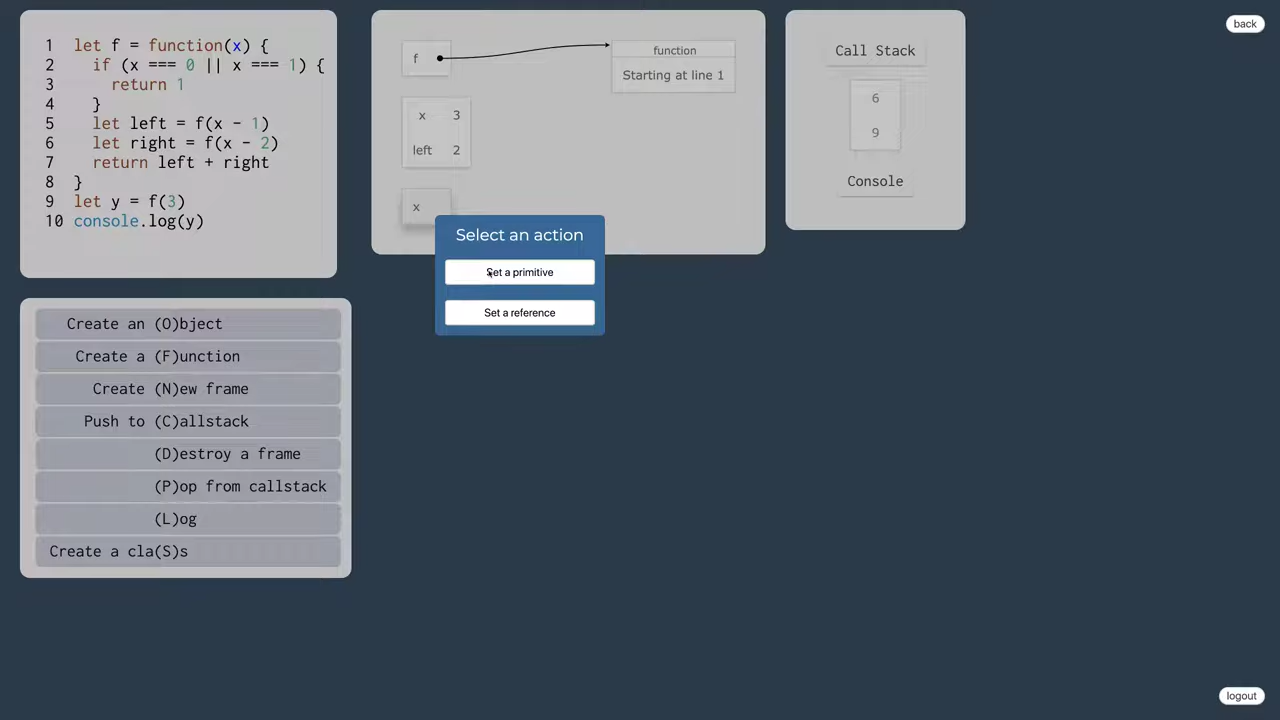 back
1 let f = function(x) {
2   if (x === 0 || x === 1) {
3     return 1
4   }
5   let left = f(x - 1)
6   let right = f(x - 2)
7   return left + right
8 }
9 let y = f(3)
10 console.log(y)
f
function
Starting at line 1
x 3
left 2
x
Call Stack
6
9
Console
Select an action
Set a primitive
Set a reference
Create an (O)bject
Create a (F)unction
Create (N)ew frame
Push to (C)allstack
(D)estroy a frame
(P)op from callstack
(L)og
Create a cla(S)s
logout